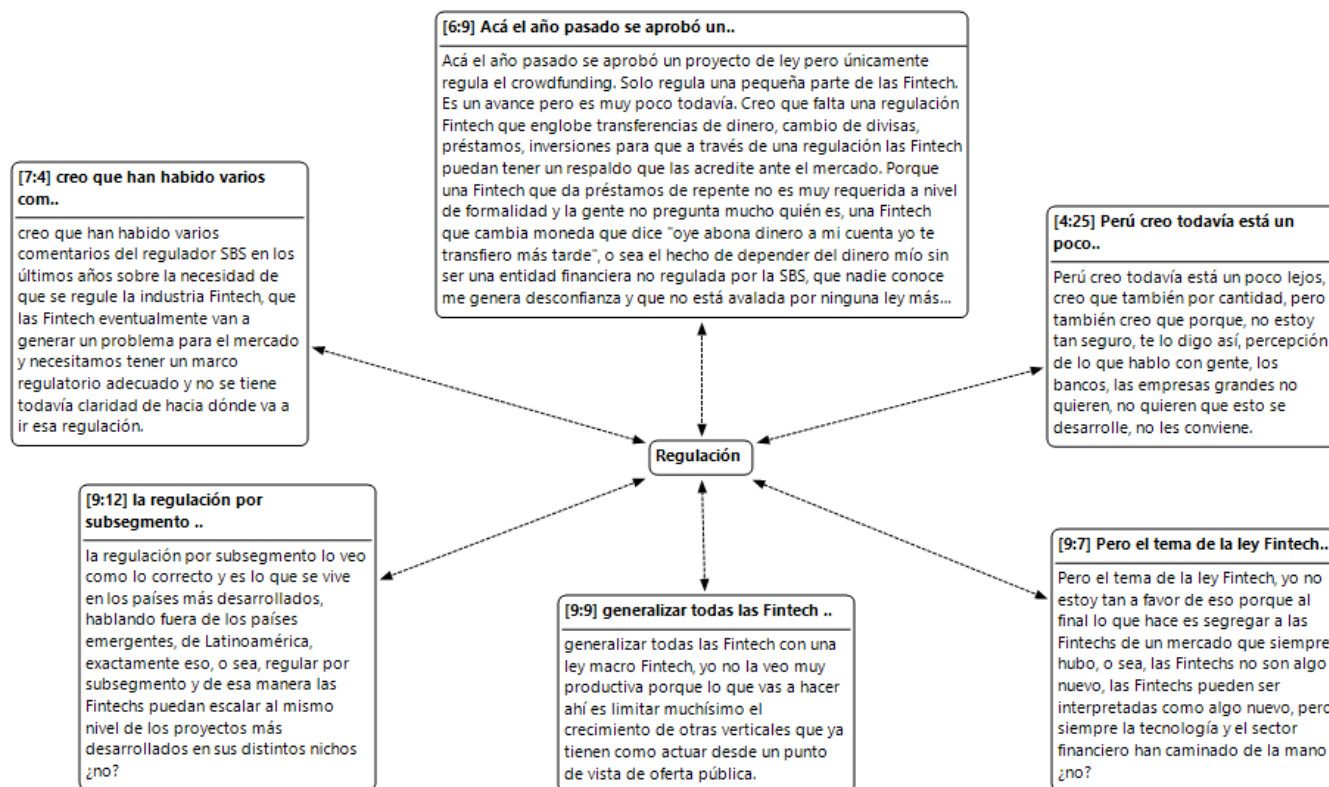 [6:9] Acá el año pasado se aprobó un..
Acá el año pasado se aprobó un proyecto de ley pero únicamente
regula el crowdfunding. Solo regula una pequeña parte de las Fintech.
Es un avance pero es muy poco todavía. Creo que falta una regulación
Fintech que englobe transferencias de dinero, cambio de divisas,
préstamos, inversiones para que a través de una regulación las Fintech
puedan tener un respaldo que las acredite ante el mercado. Porque
una Fintech que da préstamos de repente no es muy requerida a nivel
de formalidad y la gente no pregunta mucho quién es, una Fintech
que cambia moneda que dice "oye abona dinero a mi cuenta yo te
transfiero más tarde", o sea el hecho de depender del dinero mío sin
ser una entidad financiera no regulada por la SBS, que nadie conoce
me genera desconfianza y que no está avalada por ninguna ley más...
[7:4] creo que han habido varios
com..
creo que han habido varios
comentarios del regulador SBS en los
últimos años sobre la necesidad de
que se regule la industria Fintech, que
las Fintech eventualmente van a
generar un problema para el mercado
y necesitamos tener un marco
regulatorio adecuado y no se tiene
todavía claridad de hacia dónde va a
ir esa regulación.
[4:25] Perú creo todavía está un
poco..
Perú creo todavía está un poco lejos,
creo que también por cantidad, pero
también creo que porque, no estoy
tan seguro, te lo digo así, percepción
de lo que hablo con gente, los
bancos, las empresas grandes no
quieren, no quieren que esto se
desarrolle, no les conviene.
Regulación
[9:12] la regulación por
subsegmento ..
la regulación por subsegmento lo veo
como lo correcto y es lo que se vive
en los países más desarrollados,
hablando fuera de los países
emergentes, de Latinoamérica,
exactamente eso, o sea, regular por
subsegmento y de esa manera las
Fintechs puedan escalar al mismo
nivel de los proyectos más
desarrollados en sus distintos nichos
¿no?
[9:9] generalizar todas las Fintech ..
generalizar todas las Fintech con una
ley macro Fintech, yo no la veo muy
productiva porque lo que vas a hacer
ahí es limitar muchísimo el
crecimiento de otras verticales que ya
tienen como actuar desde un punto
de vista de oferta pública.
[9:7] Pero el tema de la ley Fintech..
Pero el tema de la ley Fintech, yo no
estoy tan a favor de eso porque al
final lo que hace es segregar a las
Fintechs de un mercado que siempre
hubo, o sea, las Fintechs no son algo
nuevo, las Fintechs pueden ser
interpretadas como algo nuevo, pero
siempre la tecnología y el sector
financiero han caminado de la mano
¿no?